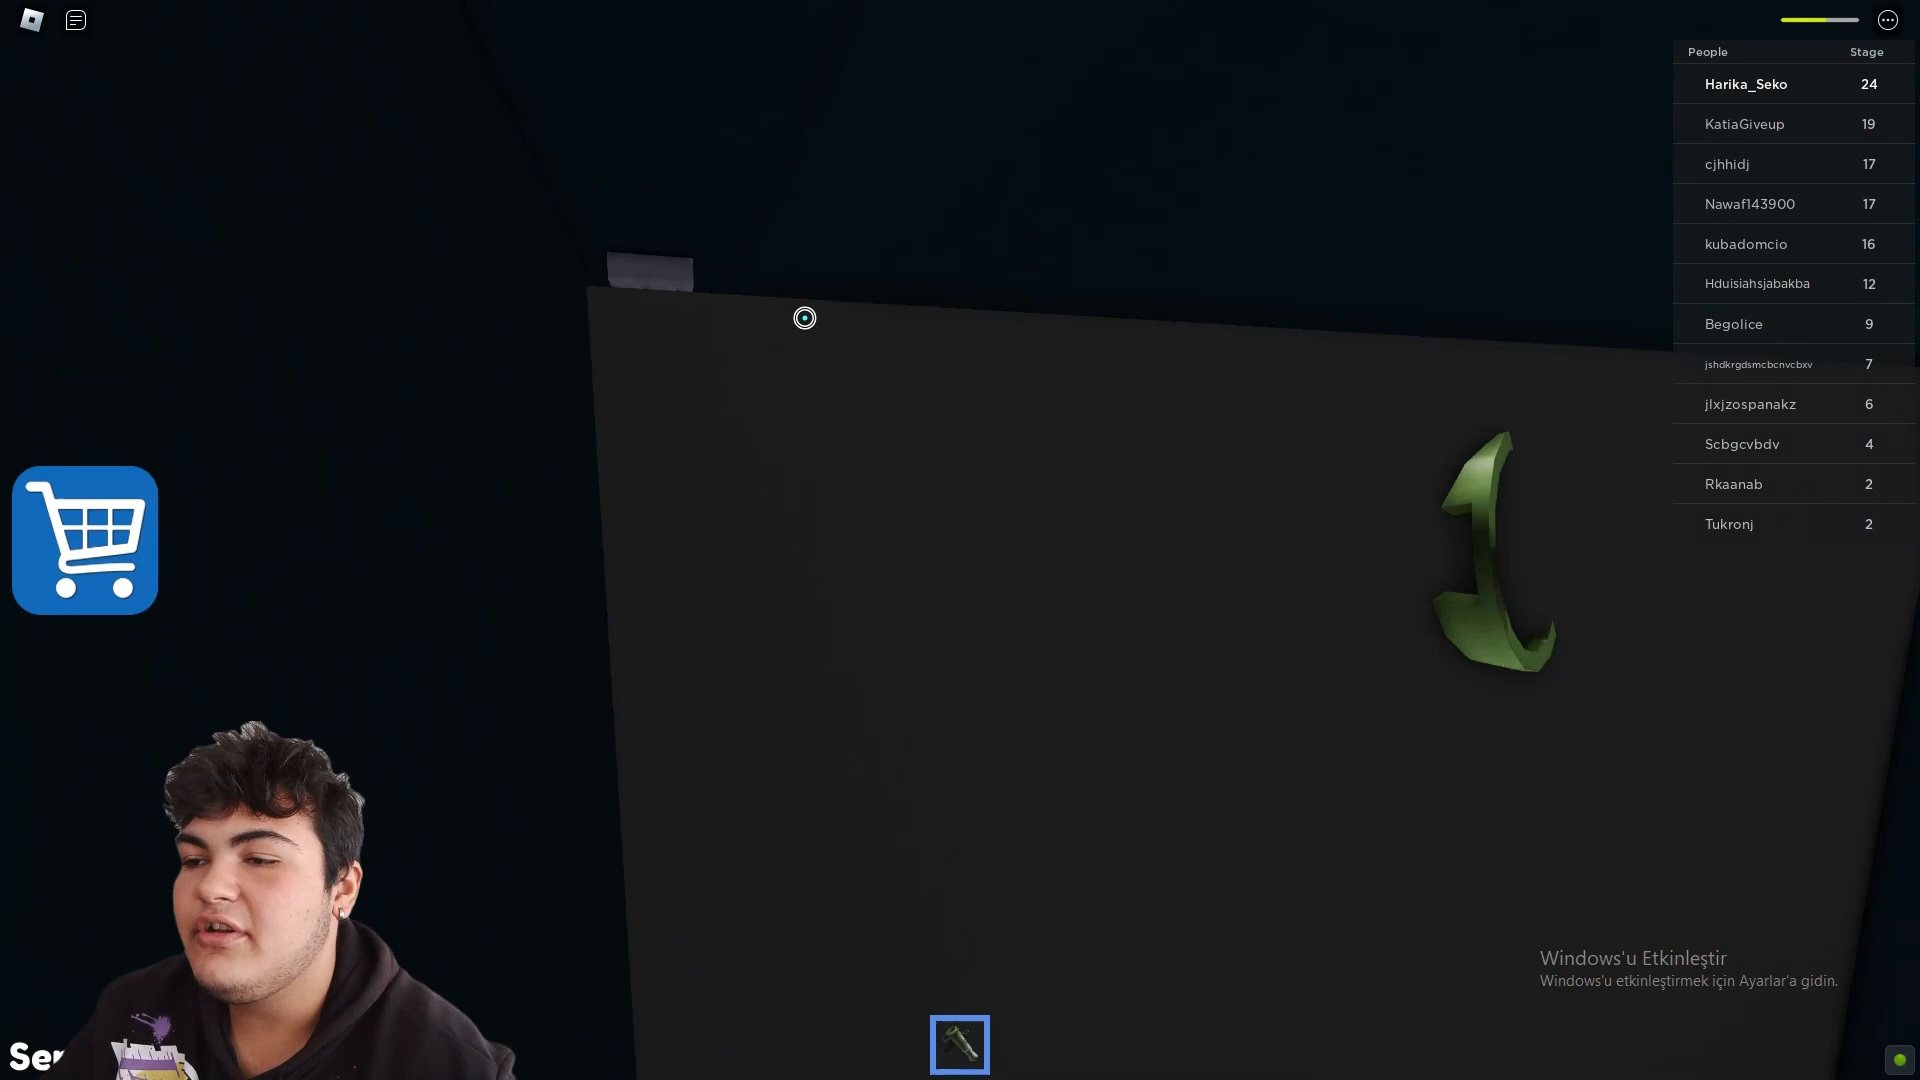 People Stage
Harika_Seko 24
KatiaGiveup 19
cjhhidj 17
Nawaf143900 17
kubadomcio 16
Hduisiahsjabakba 12
Begolice 9
jshdkrgdsmcbcnvcbxv 7
jlxjzospanakz 6
Scbgcvbdv 4
Rkaanab 2
Tukronj 2
1
Windows'u Etkinleştir
Windows'u etkinleştirmek için Ayarlar'a gidin.